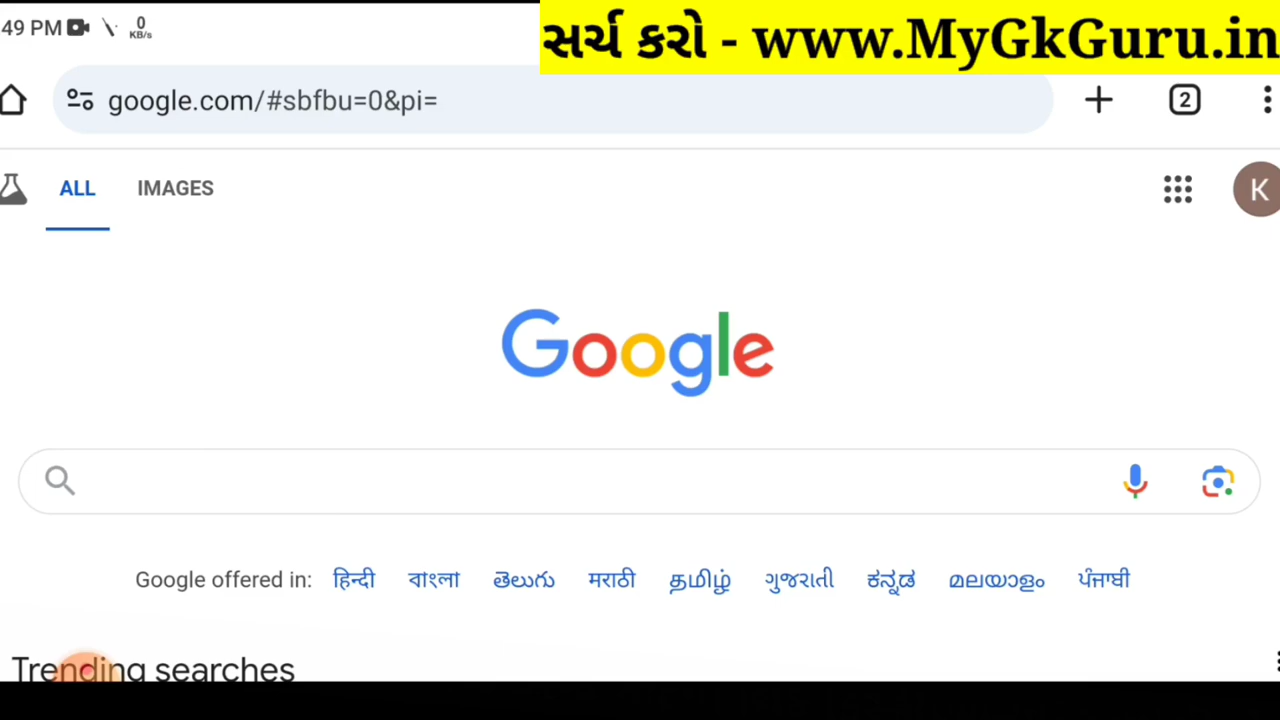 49 PM 0 KB/s
સર્ચ કરો - www.MyGkGuru.in
google.com/#sbfbu=0&pi= 2
ALL IMAGES K
Google
Google offered in: हिन्दी বাংলা తెలుగు मराठी தமிழ் ગુજરાતી ಕನ್ನಡ മലയാളം ਪੰਜਾਬੀ
Trending searches